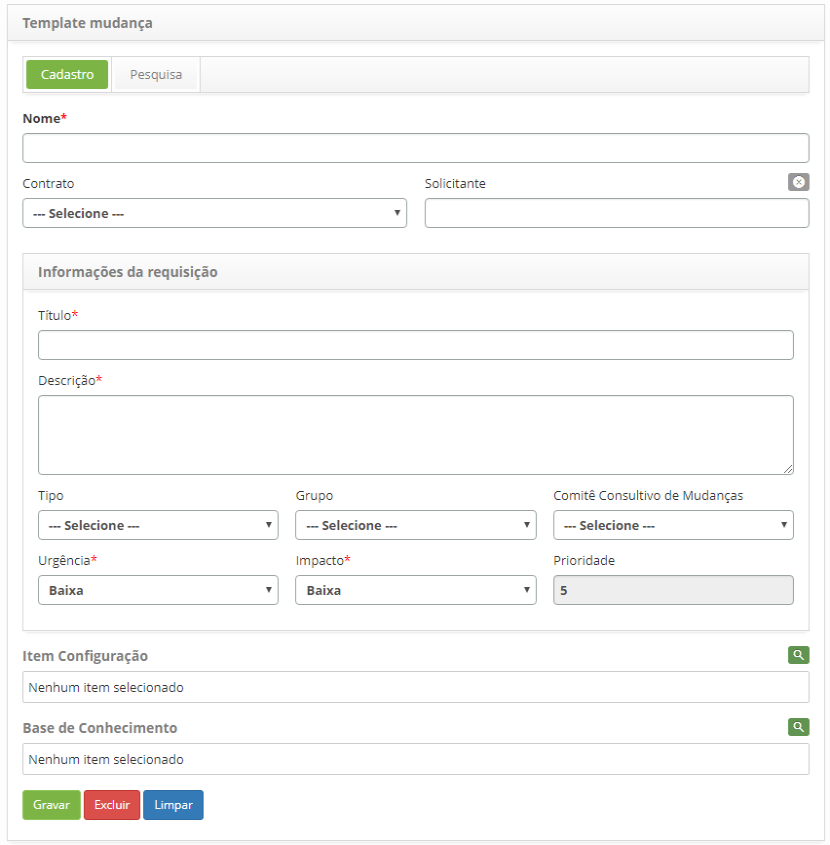 Template mudança
Cadastro Pesquisa
Nome*
Contrato Solicitante
--- Selecione ---
Informações da requisição
Título*
Descrição*
Tipo Grupo Comitê Consultivo de Mudanças
--- Selecione --- --- Selecione --- --- Selecione ---
Urgência* Impacto* Prioridade
Baixa Baixa 5
Item Configuração
Nenhum item selecionado
Base de Conhecimento
Nenhum item selecionado
Gravar Excluir Limpar